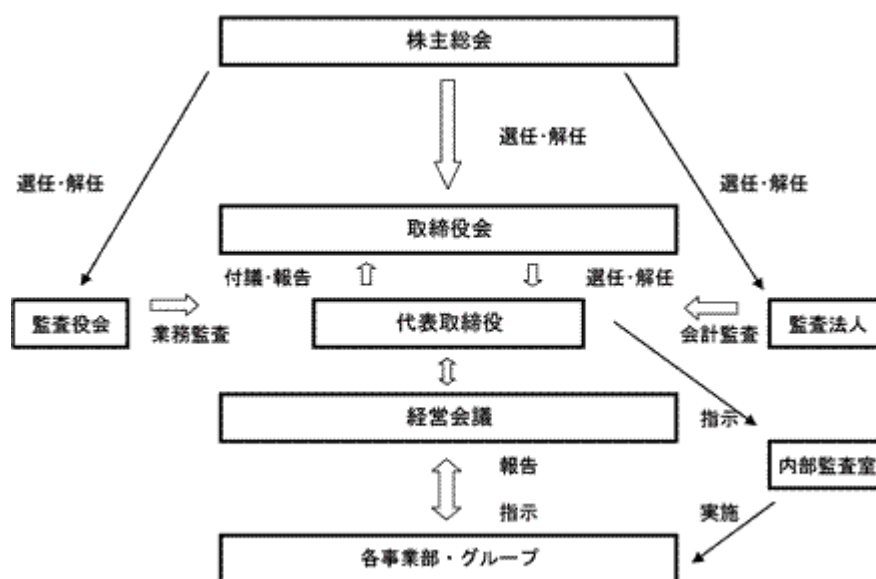 株主総会
選任・解任
選任・解任
選任・解任
取締役会
付議・報告
選任・解任
監査役会
業務監査
代表取締役
会計監査
監査法人
経営会議
指示
報告
内部監査室
指示
実施
各事業部・グループ